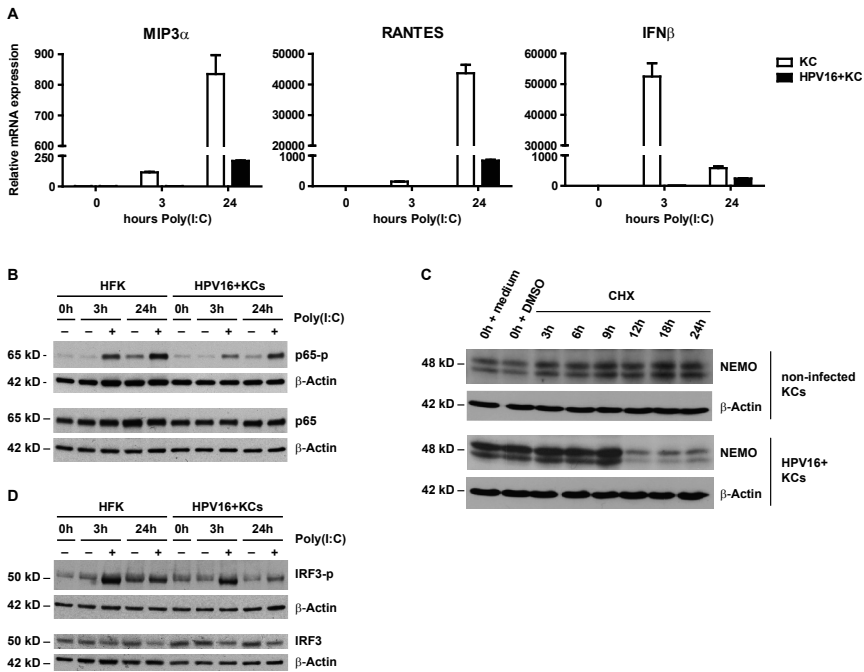 A
MIP3α
RANTES
IFNβ
Relative mRNA expression
900
800
700
600
250
0
0 3 24
hours Poly(I:C)
50000
40000
30000
20000
1000
0
0 3 24
hours Poly(I:C)
60000
50000
40000
30000
20000
1000
0
0 3 24
hours Poly(I:C)
KC
HPV16+KC
B
HFK HPV16+KCs
0h 3h 24h 0h 3h 24h Poly(I:C)
– – + – + – – + – +
65 kD - p65-p
42 kD - β-Actin
65 kD – p65
42 kD – β-Actin
C
0h + medium
0h + DMSO
CHX
3h
6h
9h
12h
18h
24h
48 kD – NEMO
42 kD – β-Actin
non-infected
KCs
48 kD – NEMO
42 kD – β-Actin
HPV16+
KCs
D
HFK HPV16+KCs
0h 3h 24h 0h 3h 24h Poly(I:C)
– – + – + – – + – +
50 kD – IRF3-p
42 kD – β-Actin
50 kD – IRF3
42 kD – β-Actin